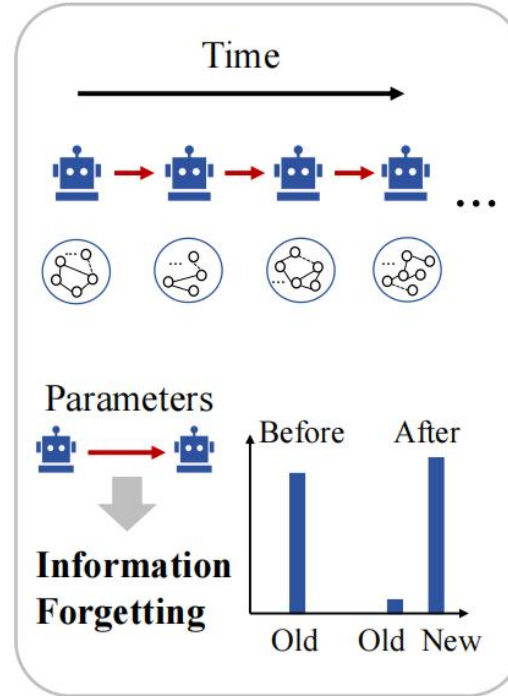 Time
...
...
...
...
...
Parameters
Before After
Information
Forgetting
Old Old New